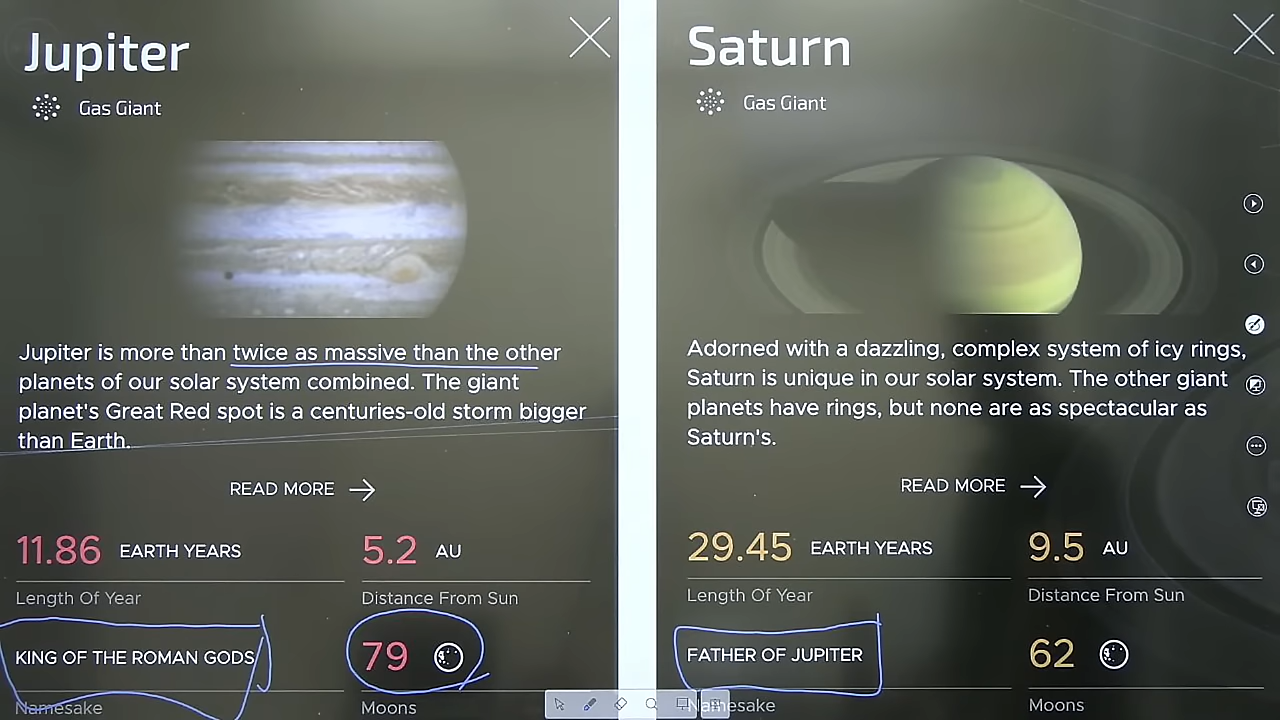 Jupiter
Gas Giant
Jupiter is more than twice as massive than the other
planets of our solar system combined. The giant
planet's Great Red spot is a centuries-old storm bigger
than Earth.
READ MORE
11.86 EARTH YEARS
Length Of Year
5.2 AU
Distance From Sun
KING OF THE ROMAN GODS
Namesake
79
Moons
Saturn
Gas Giant
Adorned with a dazzling, complex system of icy rings,
Saturn is unique in our solar system. The other giant
planets have rings, but none are as spectacular as
Saturn's.
READ MORE
29.45 EARTH YEARS
Length Of Year
9.5 AU
Distance From Sun
FATHER OF JUPITER
Namesake
62
Moons